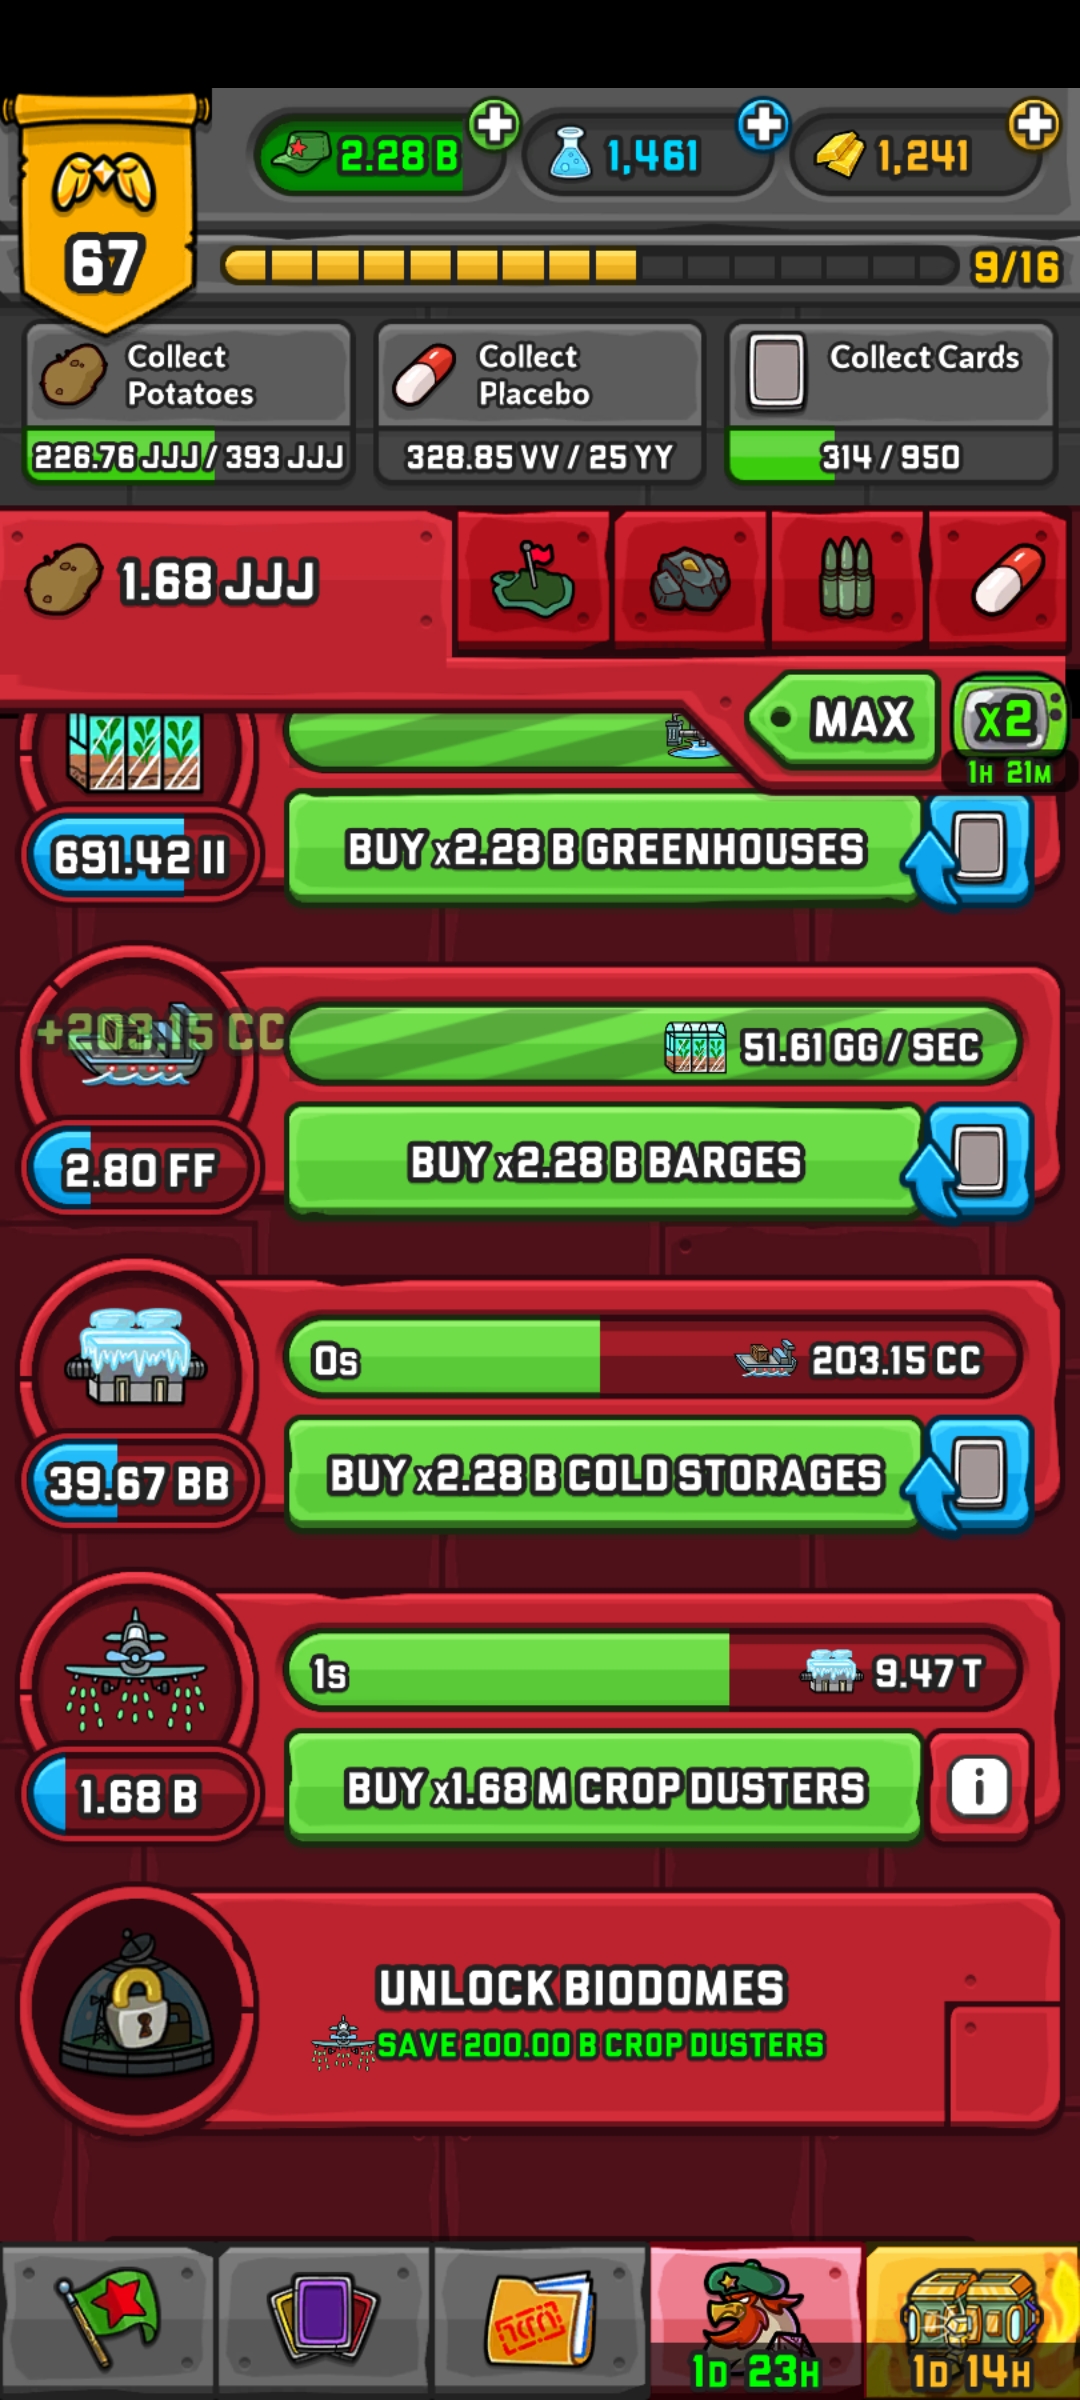 67
2.28 B
1,461
1,241
9/16
Collect
Potatoes
226.76 JJJ / 393 JJJ
Collect
Placebo
328.85 VV / 25 YY
Collect Cards
314 / 950
1.68 JJJ
MAX
x2
1H 21M
691.42 II
BUY x2.28 B GREENHOUSES
+203.15 CC
51.61 GG / SEC
2.80 FF
BUY x2.28 B BARGES
0s
203.15 CC
39.67 BB
BUY x2.28 B COLD STORAGES
1s
9.47 T
1.68 B
BUY x1.68 M CROP DUSTERS
i
UNLOCK BIODOMES
SAVE 200.00 B CROP DUSTERS
1D 23H
1D 14H